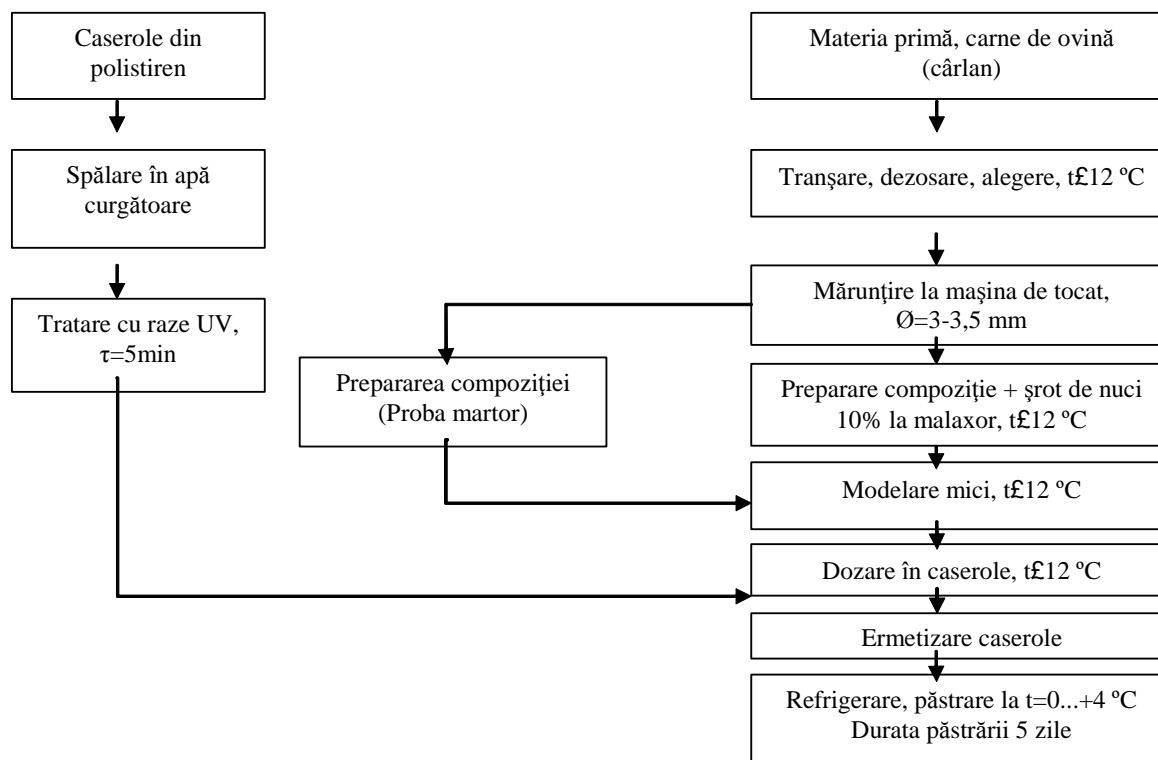 Caserole din
polistiren
Spălare în apă
curgătoare
Tratare cu raze UV,
τ=5min
Prepararea compoziţiei
(Proba martor)
Materia primă, carne de ovină
(cârlan)
Tranşare, dezosare, alegere, t£12 ºC
Mărunţire la maşina de tocat,
Ø=3-3,5 mm
Preparare compoziţie + şrot de nuci
10% la malaxor, t£12 ºC
Modelare mici, t£12 ºC
Dozare în caserole, t£12 ºC
Ermetizare caserole
Refrigerare, păstrare la t=0...+4 ºC
Durata păstrării 5 zile